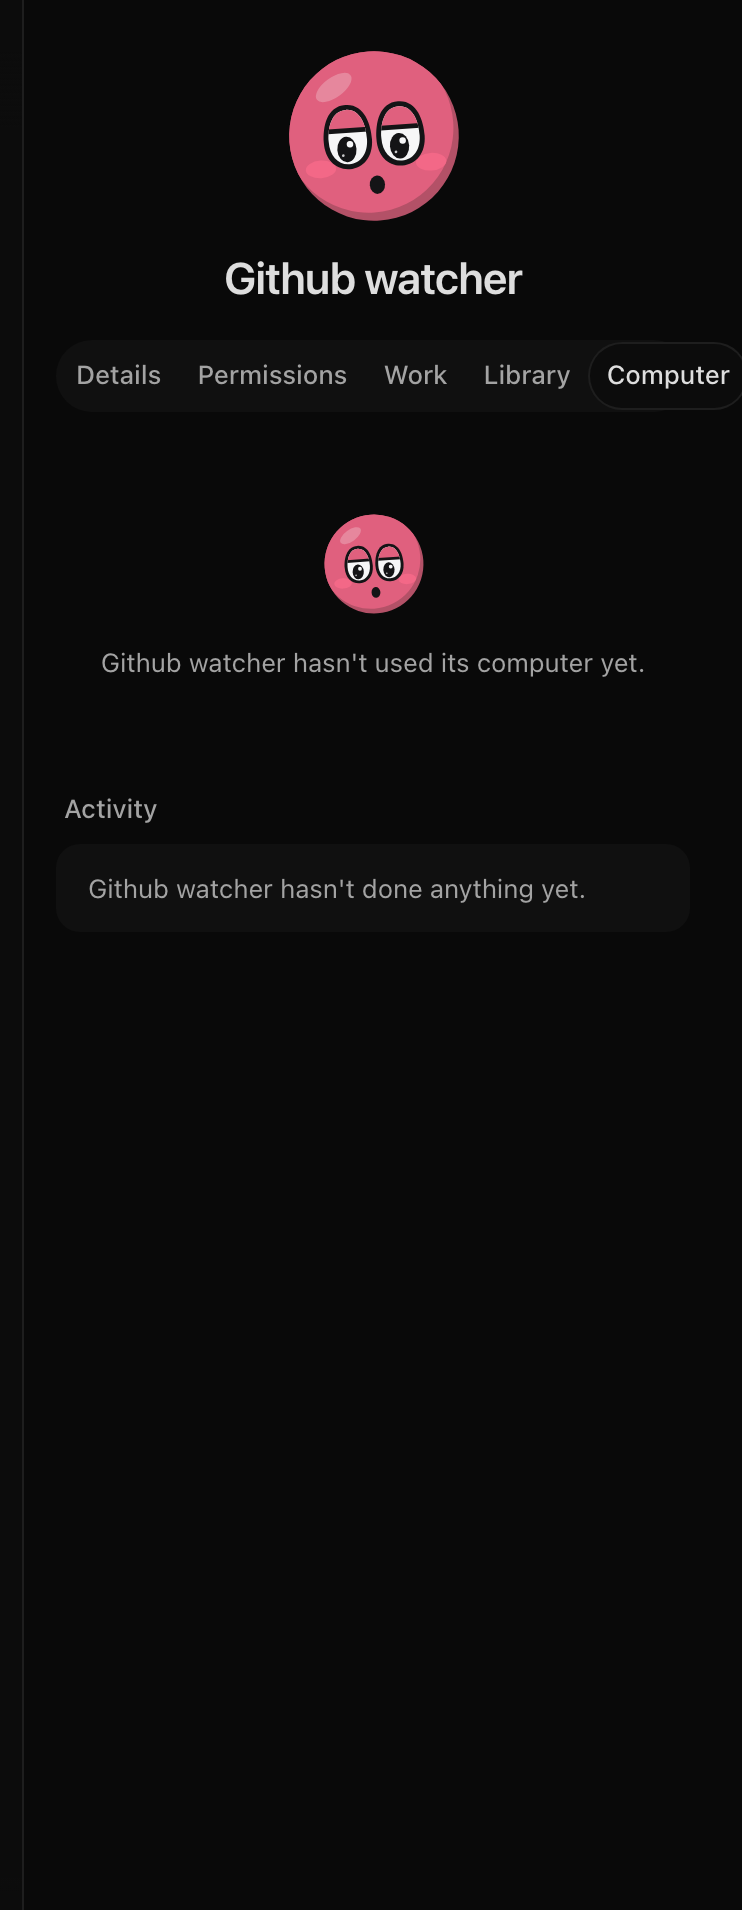 Github watcher
Details Permissions Work Library Computer
Github watcher hasn't used its computer yet.
Activity
Github watcher hasn't done anything yet.